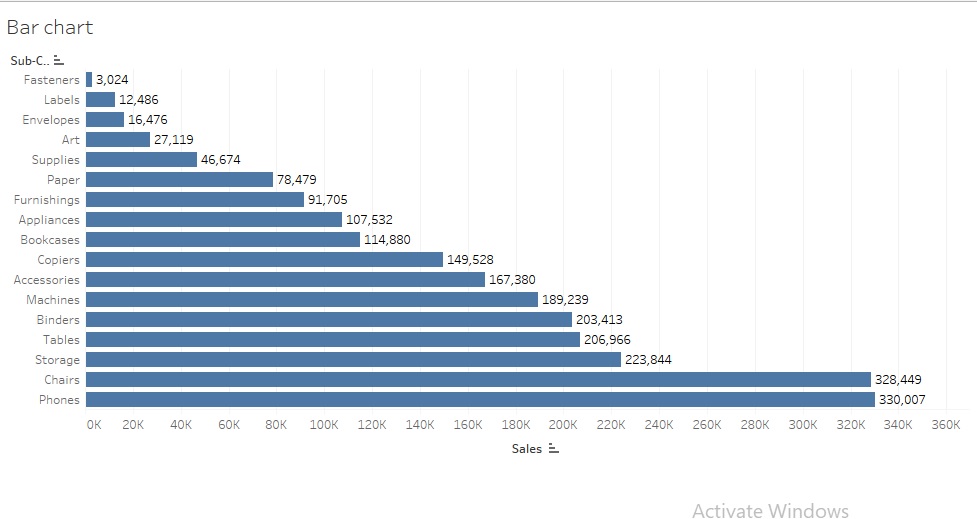 Bar chart
Sub-C..
Fasteners 3,024
Labels 12,486
Envelopes 16,476
Art 27,119
Supplies 46,674
Paper 78,479
Furnishings 91,705
Appliances 107,532
Bookcases 114,880
Copiers 149,528
Accessories 167,380
Machines 189,239
Binders 203,413
Tables 206,966
Storage 223,844
Chairs 328,449
Phones 330,007
0K 20K 40K 60K 80K 100K 120K 140K 160K 180K 200K 220K 240K 260K 280K 300K 320K 340K 360K
Sales
Activate Windows